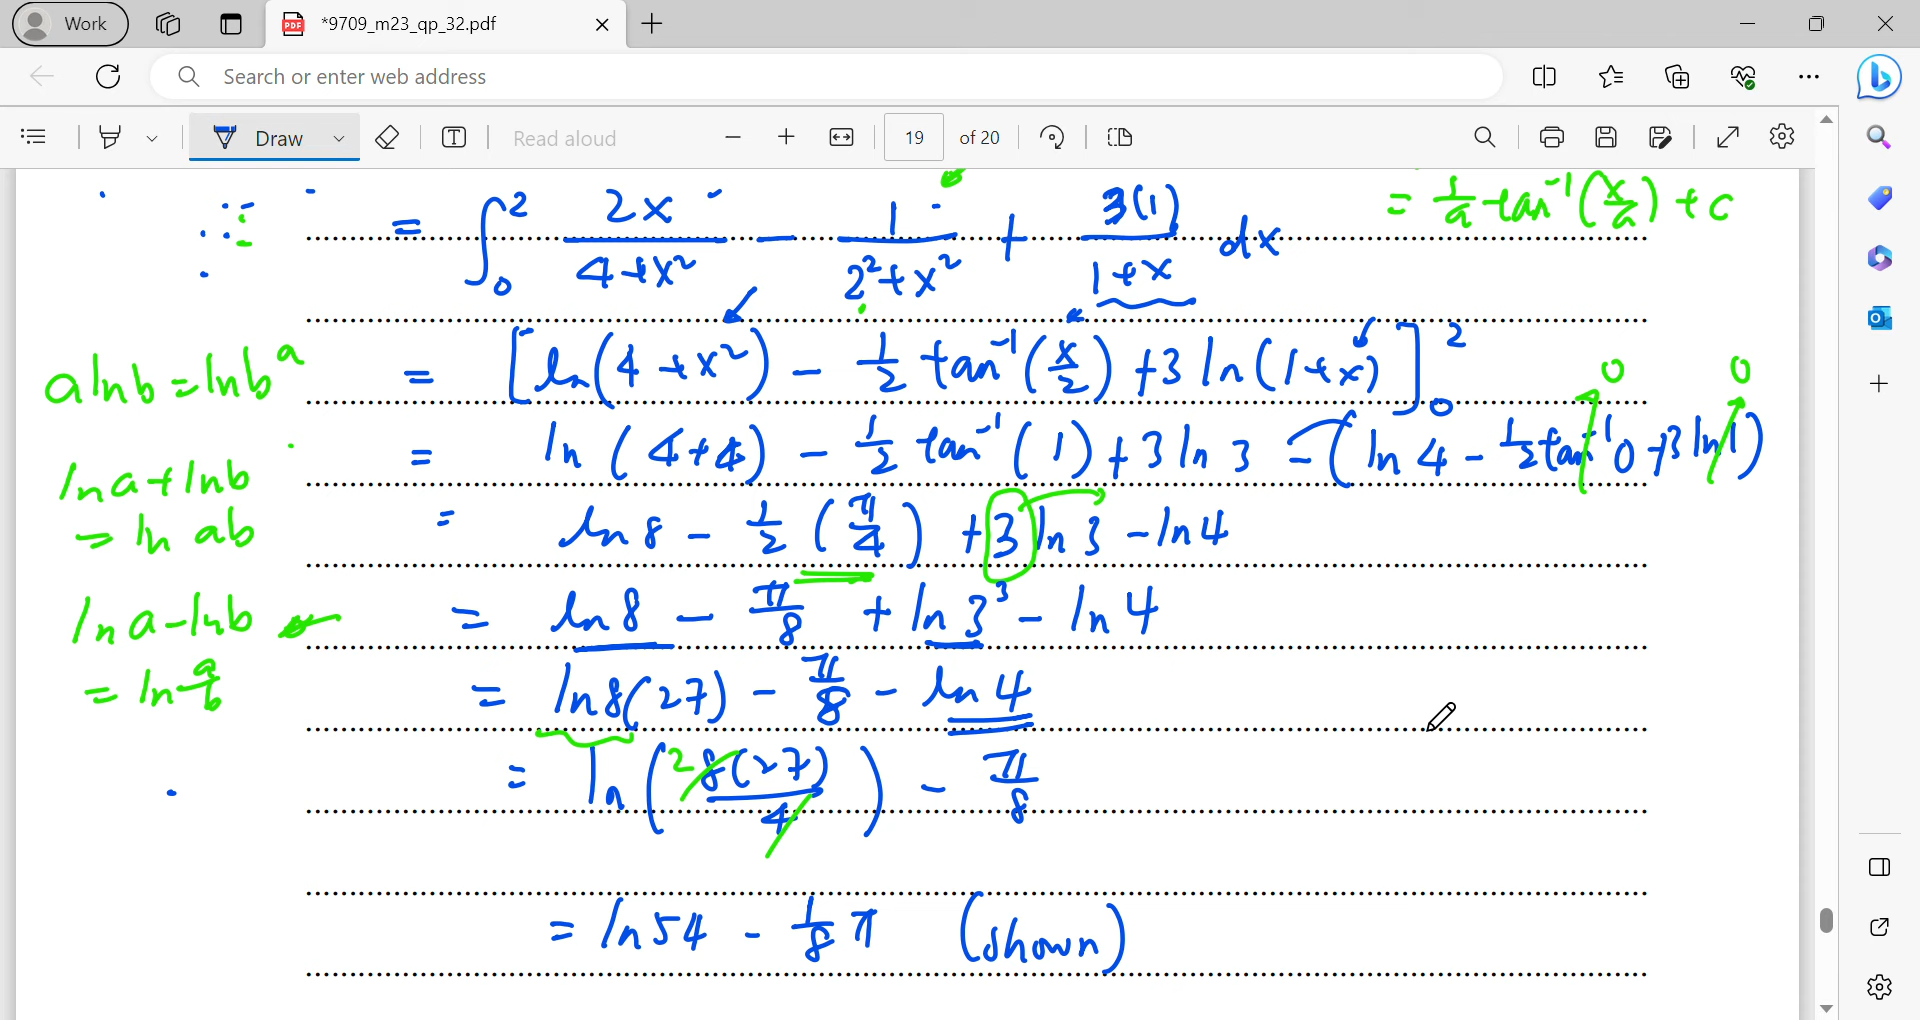 Work
*9709_m23_qp_32.pdf
Search or enter web address
Draw
Read aloud
19 of 20
= 1/a tan⁻¹(x/a) + c
= ∫₀² 2x/(4+x²) - 1/(2²+x²) + 3(1)/(1+x) dx
= [ln(4+x²) - 1/2 tan⁻¹(x/2) + 3 ln(1+x)]₀²
0 0
= ln(4+4) - 1/2 tan⁻¹(1) + 3 ln 3 - (ln 4 - 1/2 tan⁻¹0 + 3 ln 1)
= ln 8 - 1/2 (π/4) + 3 ln 3 - ln 4
= ln 8 - π/8 + ln 3³ - ln 4
= ln 8(27) - π/8 - ln 4
= ln(2 8(27)/4) - π/8
= ln 54 - 1/8 π (shown)
a ln b = ln bᵃ
ln a + ln b
= ln ab
ln a - ln b
= ln a/b